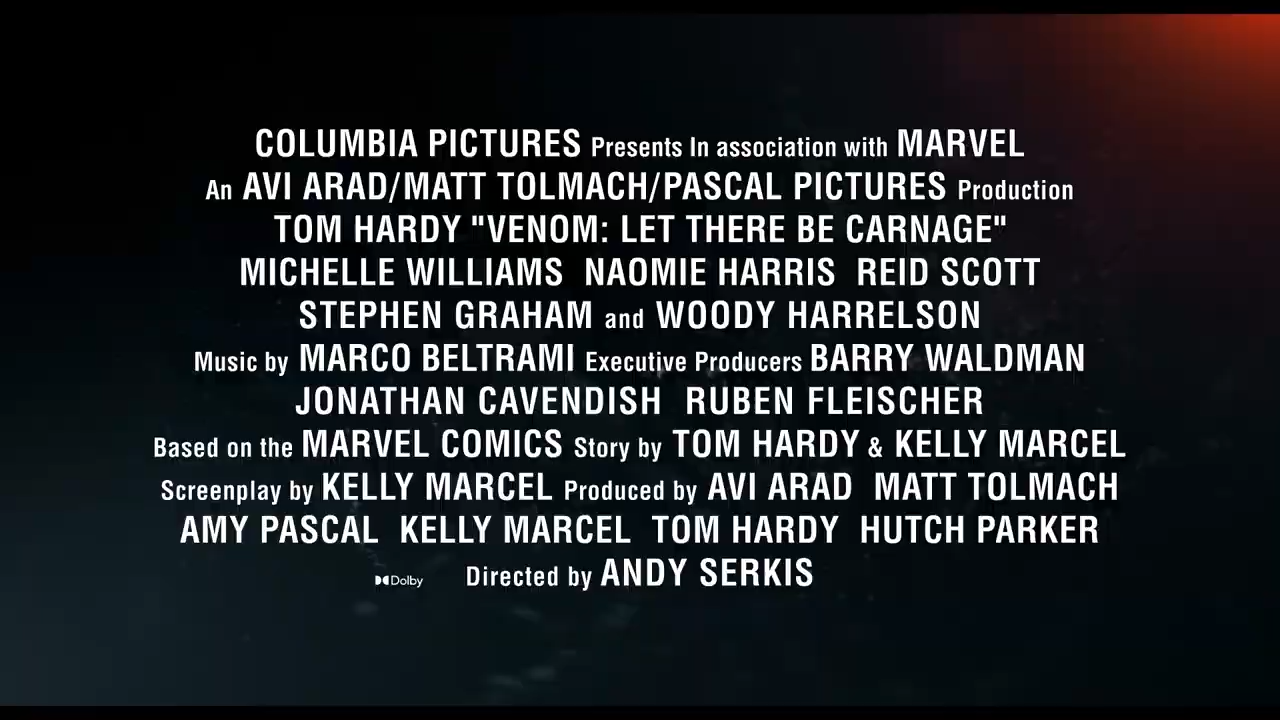 COLUMBIA PICTURES Presents In association with MARVEL
An AVI ARAD/MATT TOLMACH/PASCAL PICTURES Production
TOM HARDY "VENOM: LET THERE BE CARNAGE"
MICHELLE WILLIAMS NAOMIE HARRIS REID SCOTT
STEPHEN GRAHAM and WOODY HARRELSON
Music by MARCO BELTRAMI Executive Producers BARRY WALDMAN
JONATHAN CAVENDISH RUBEN FLEISCHER
Based on the MARVEL COMICS Story by TOM HARDY & KELLY MARCEL
Screenplay by KELLY MARCEL Produced by AVI ARAD MATT TOLMACH
AMY PASCAL KELLY MARCEL TOM HARDY HUTCH PARKER
Dolby Directed by ANDY SERKIS